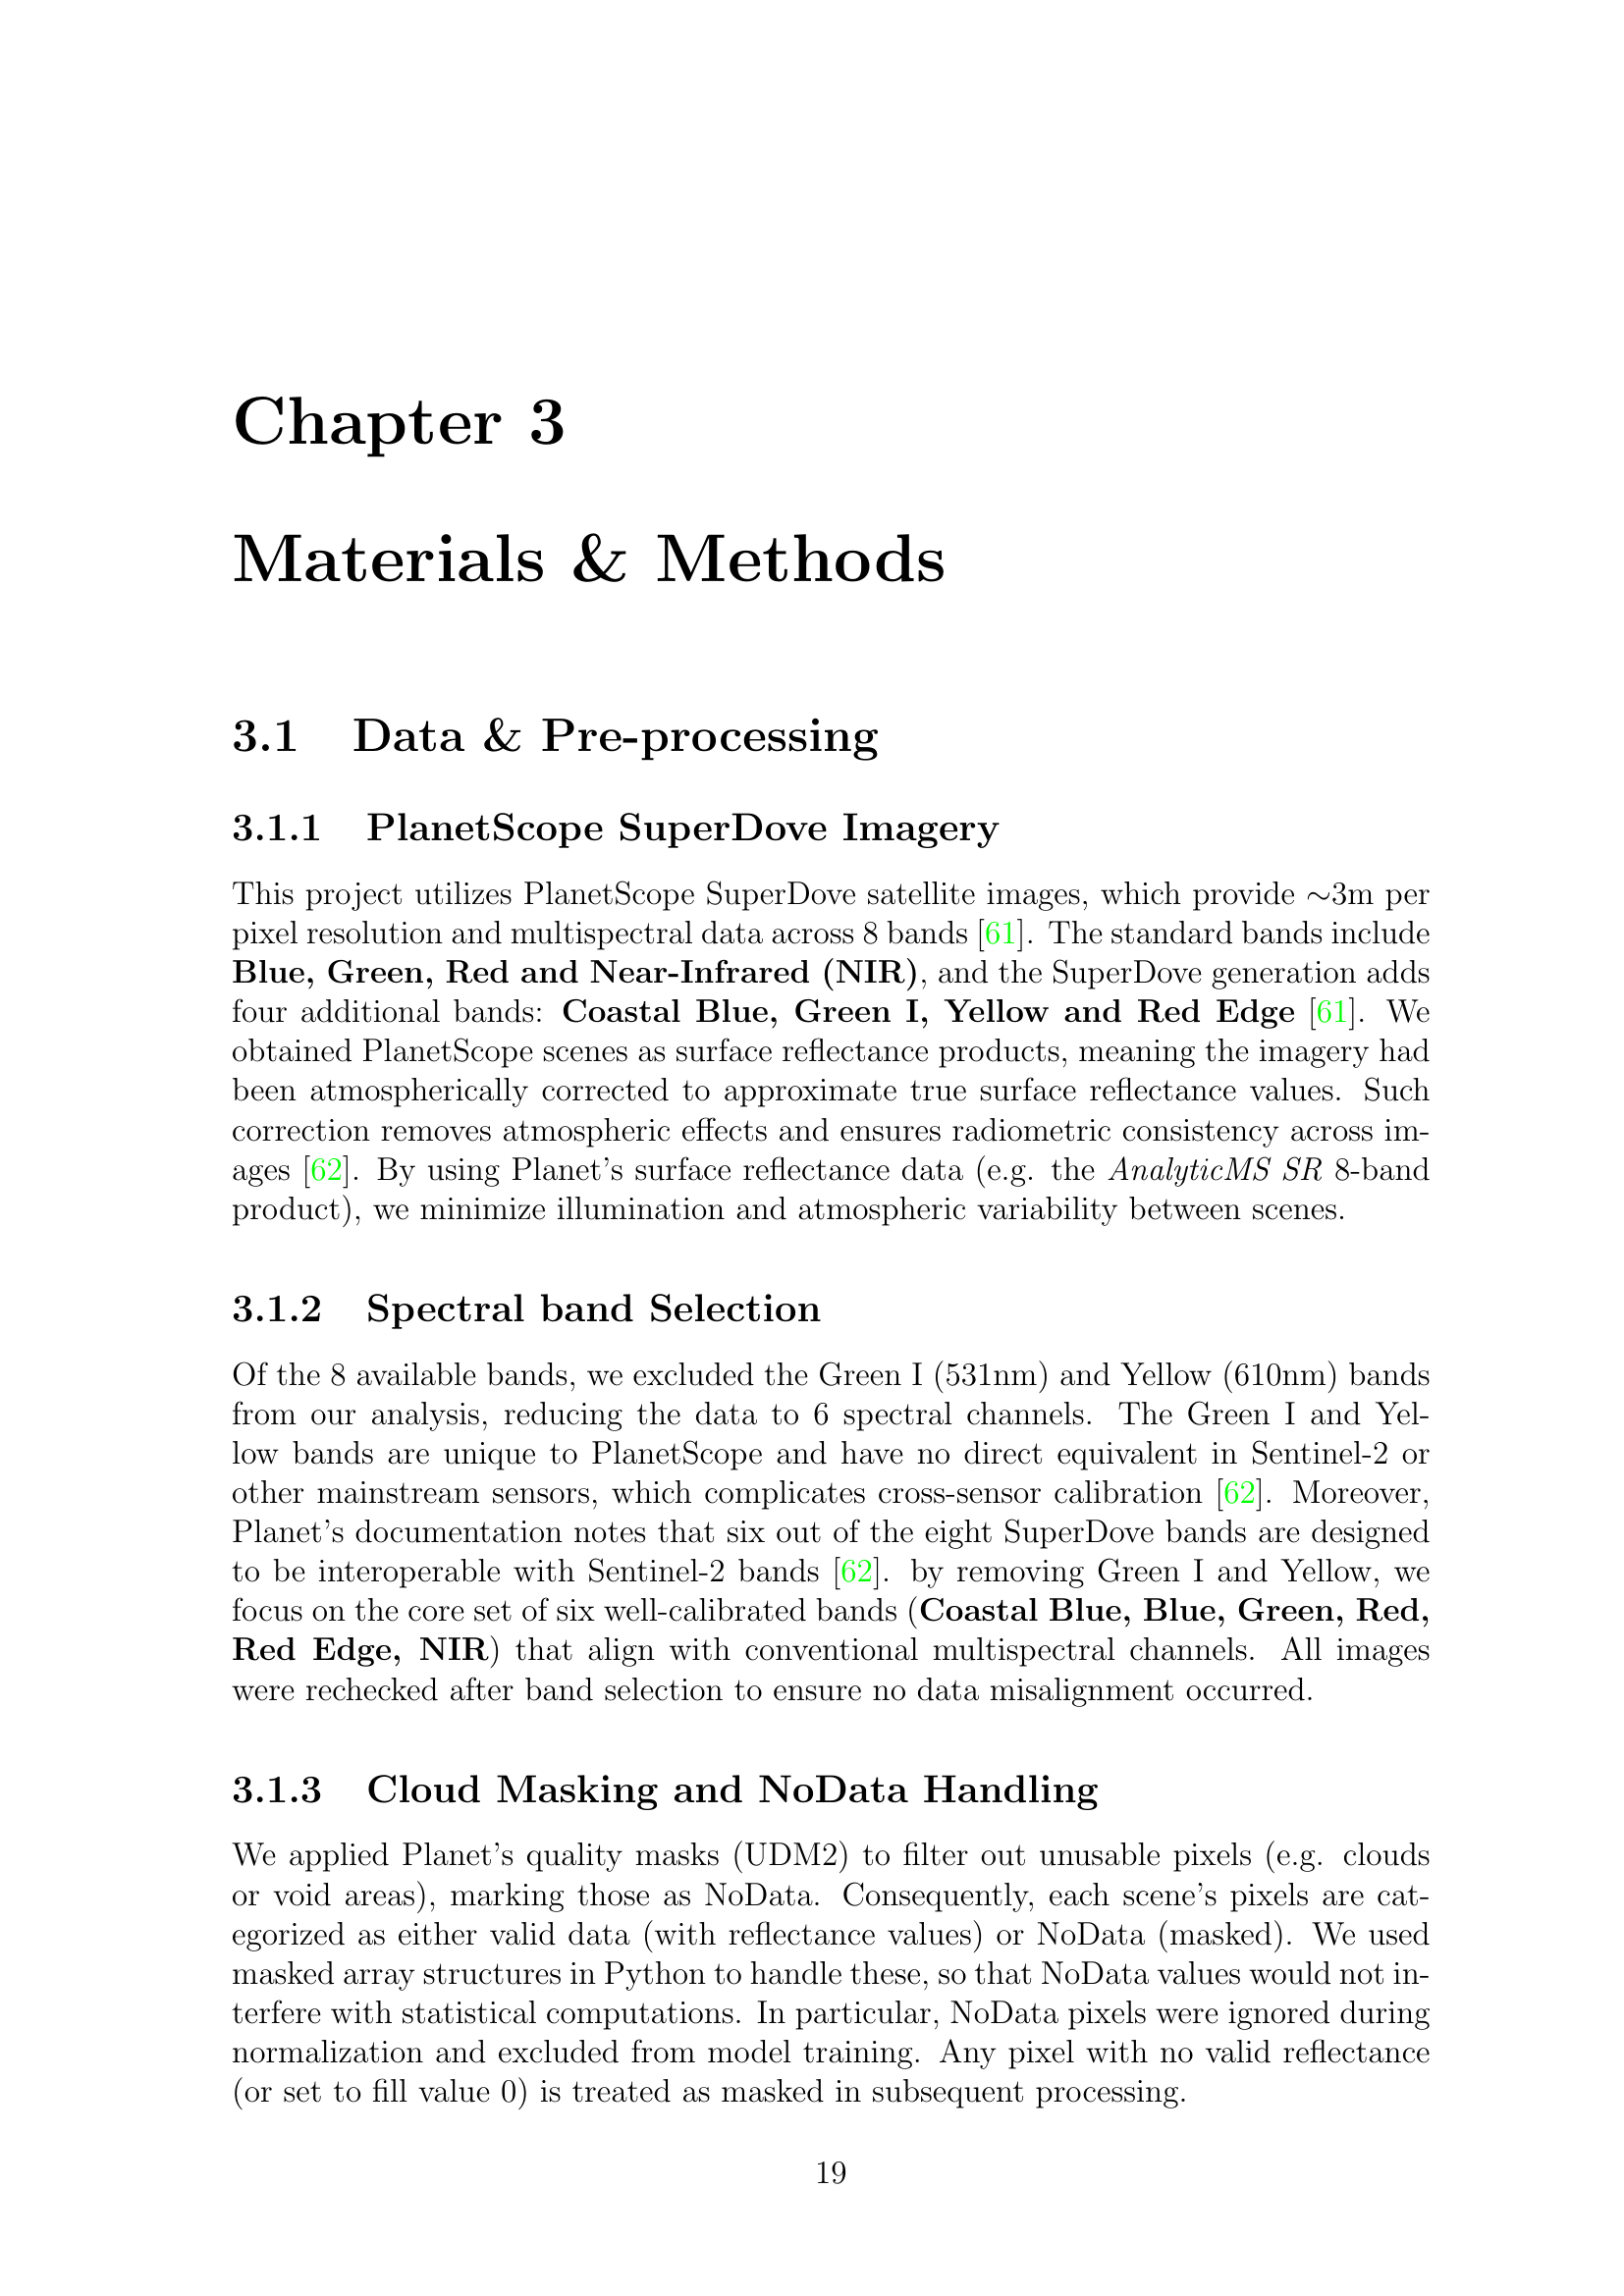 Chapter 3
Materials & Methods
3.1 Data & Pre-processing
3.1.1 PlanetScope SuperDove Imagery
This project utilizes PlanetScope SuperDove satellite images, which provide ∼3m per
pixel resolution and multispectral data across 8 bands [61]. The standard bands include
Blue, Green, Red and Near-Infrared (NIR), and the SuperDove generation adds
four additional bands: Coastal Blue, Green I, Yellow and Red Edge [61]. We
obtained PlanetScope scenes as surface reflectance products, meaning the imagery had
been atmospherically corrected to approximate true surface reflectance values. Such
correction removes atmospheric effects and ensures radiometric consistency across im-
ages [62]. By using Planet's surface reflectance data (e.g. the AnalyticMS SR 8-band
product), we minimize illumination and atmospheric variability between scenes.
3.1.2 Spectral band Selection
Of the 8 available bands, we excluded the Green I (531nm) and Yellow (610nm) bands
from our analysis, reducing the data to 6 spectral channels. The Green I and Yel-
low bands are unique to PlanetScope and have no direct equivalent in Sentinel-2 or
other mainstream sensors, which complicates cross-sensor calibration [62]. Moreover,
Planet's documentation notes that six out of the eight SuperDove bands are designed
to be interoperable with Sentinel-2 bands [62]. by removing Green I and Yellow, we
focus on the core set of six well-calibrated bands (Coastal Blue, Blue, Green, Red,
Red Edge, NIR) that align with conventional multispectral channels. All images
were rechecked after band selection to ensure no data misalignment occurred.
3.1.3 Cloud Masking and NoData Handling
We applied Planet's quality masks (UDM2) to filter out unusable pixels (e.g. clouds
or void areas), marking those as NoData. Consequently, each scene's pixels are cat-
egorized as either valid data (with reflectance values) or NoData (masked). We used
masked array structures in Python to handle these, so that NoData values would not in-
terfere with statistical computations. In particular, NoData pixels were ignored during
normalization and excluded from model training. Any pixel with no valid reflectance
(or set to fill value 0) is treated as masked in subsequent processing.
19